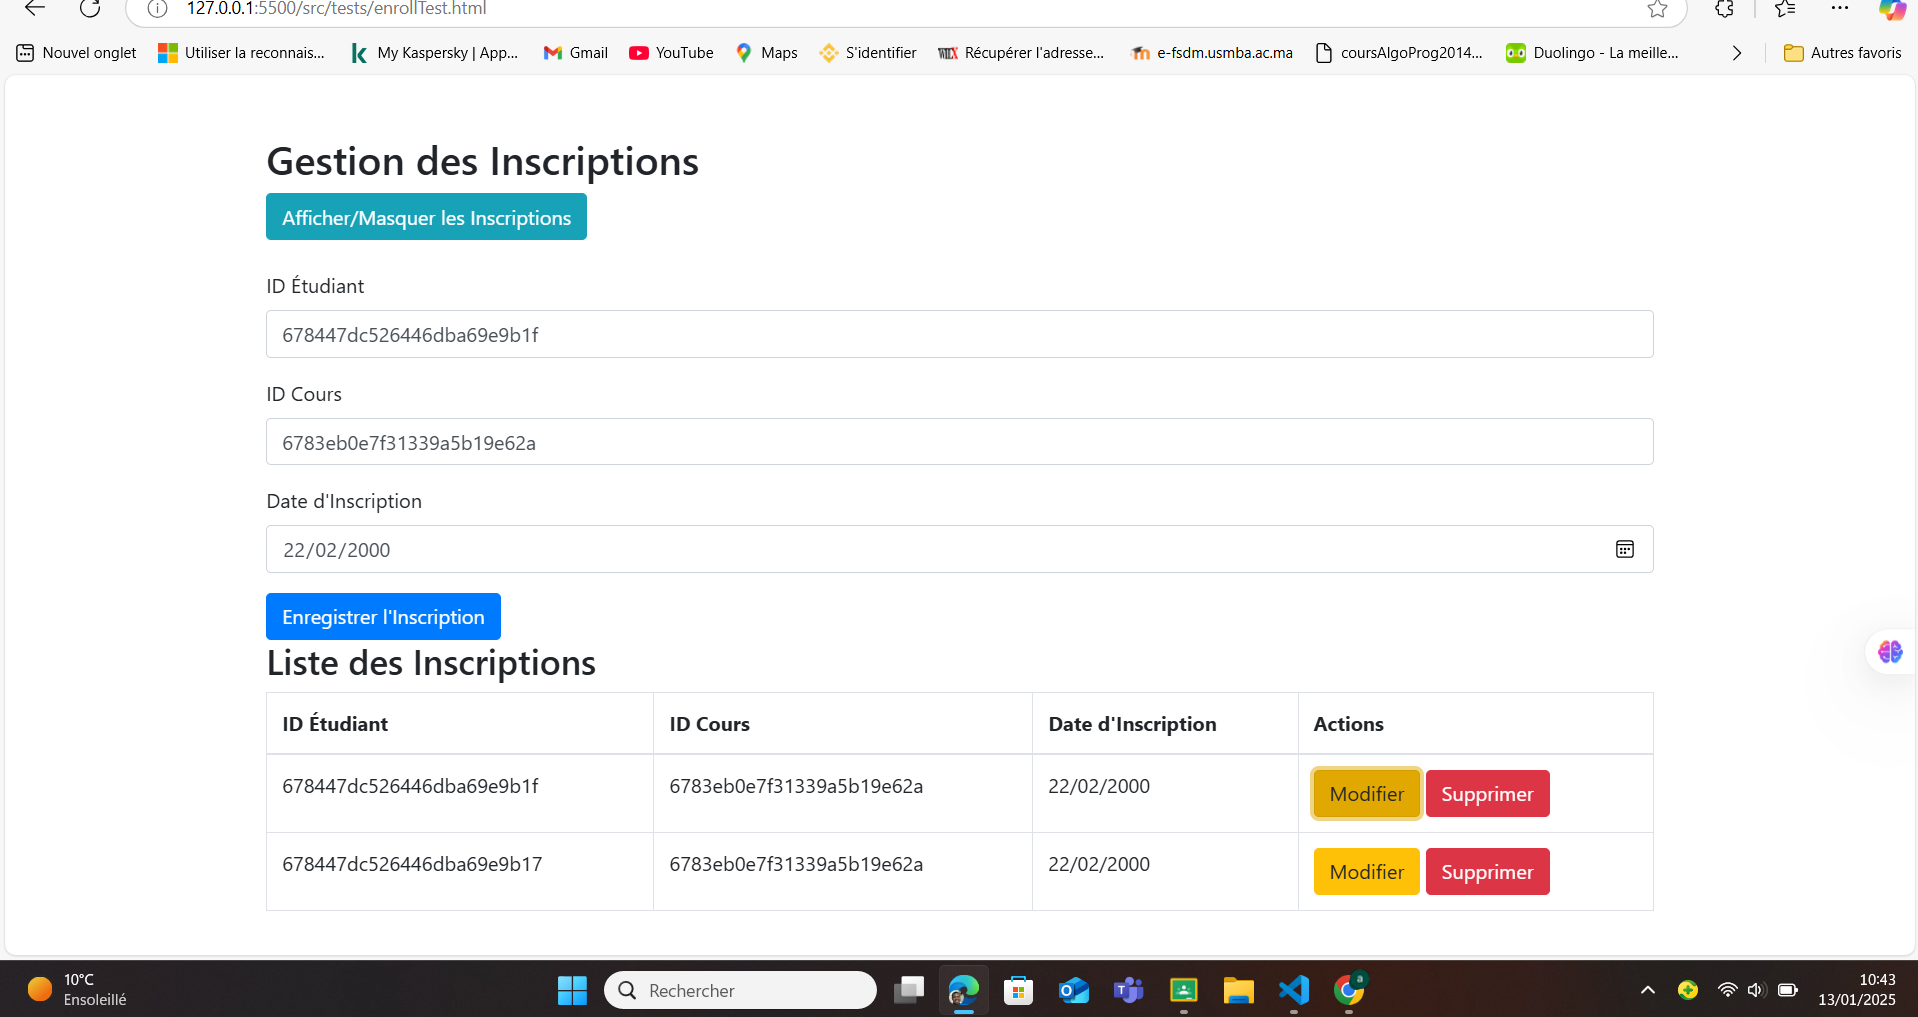 127.0.0.1:5500/src/tests/enrollTest.html
Nouvel onglet Utiliser la reconnais... My Kaspersky | App... Gmail YouTube Maps S'identifier Récupérer l'adresse... e-fsdm.usmba.ac.ma coursAlgoProg2014... Duolingo - La meille... Autres favoris
Gestion des Inscriptions
Afficher/Masquer les Inscriptions
ID Étudiant
678447dc526446dba69e9b1f
ID Cours
6783eb0e7f31339a5b19e62a
Date d'Inscription
22/02/2000
Enregistrer l'Inscription
Liste des Inscriptions
ID Étudiant ID Cours Date d'Inscription Actions
678447dc526446dba69e9b1f 6783eb0e7f31339a5b19e62a 22/02/2000 Modifier Supprimer
678447dc526446dba69e9b17 6783eb0e7f31339a5b19e62a 22/02/2000 Modifier Supprimer
10°C
Ensoleillé
Rechercher
10:43
13/01/2025